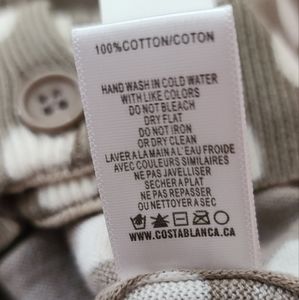 100%COTTON/COTON
HAND WASH IN COLD WATER
WITH LIKE COLORS
DO NOT BLEACH
DRY FLAT
DO NOT IRON
OR DRY CLEAN
LAVER A LA MAIN A L' EAU FROIDE
AVEC COULEURS SIMILAIRES
NE PAS JAVELLISER
SECHER A PLAT
NE PAS REPASSER
OU NETTOYER A SEC
WWW.COSTABLANCA.CA